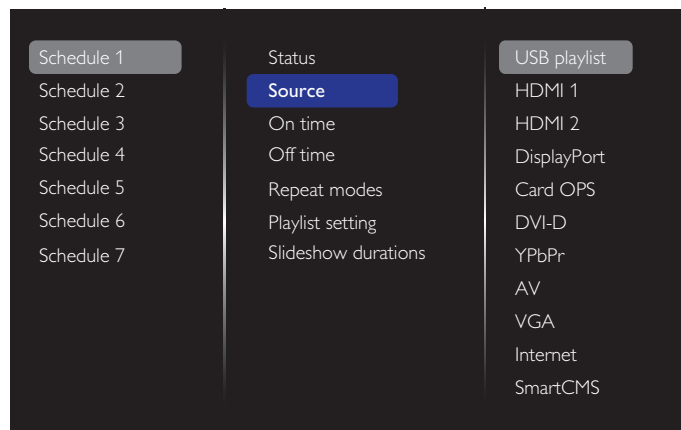 Schedule 1
Schedule 2
Schedule 3
Schedule 4
Schedule 5
Schedule 6
Schedule 7
Status
Source
On time
Off time
Repeat modes
Playlist setting
Slideshow durations
USB playlist
HDMI 1
HDMI 2
DisplayPort
Card OPS
DVI-D
YPbPr
AV
VGA
Internet
SmartCMS